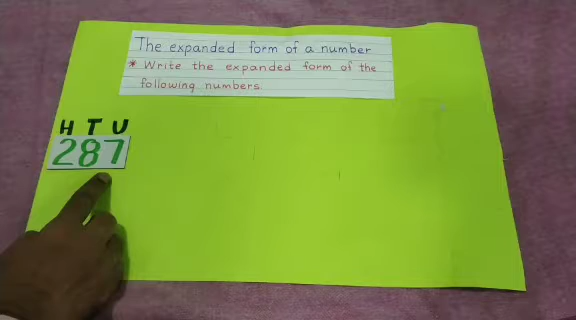 The expanded form of a number
* Write the expanded form of the
following numbers.
H T U
287